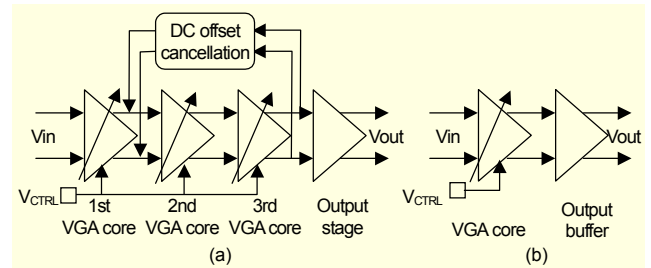 DC offset
cancellation
Vin
Vout
VCTRL
1st
VGA core
2nd
VGA core
3rd
VGA core
Output
stage
(a)
Vin
Vout
VCTRL
VGA core
Output
buffer
(b)